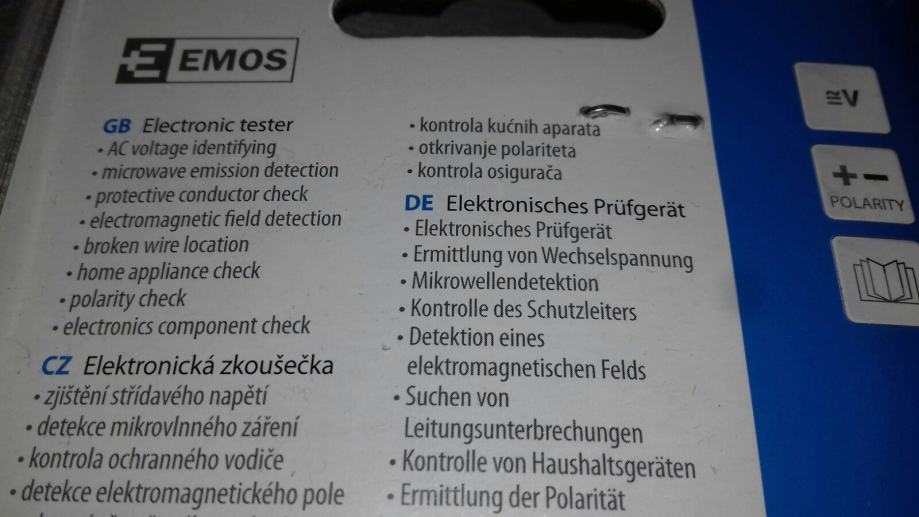 EMOS
GB Electronic tester
• AC voltage identifying
• microwave emission detection
• protective conductor check
• electromagnetic field detection
• broken wire location
• home appliance check
• polarity check
• electronics component check
CZ Elektronická zkoušečka
• zjištění střídavého napětí
• detekce mikrovlnného záření
• kontrola ochranného vodiče
• detekce elektromagnetického pole
• kontrola kućnih aparata
• otkrivanje polariteta
• kontrola osigurača
DE Elektronisches Prüfgerät
• Elektronisches Prüfgerät
• Ermittlung von Wechselspannung
• Mikrowellendetektion
• Kontrolle des Schutzleiters
• Detektion eines
elektromagnetischen Felds
• Suchen von
Leitungsunterbrechungen
• Kontrolle von Haushaltsgeräten
• Ermittlung der Polarität
≅V
+ −
POLARITY